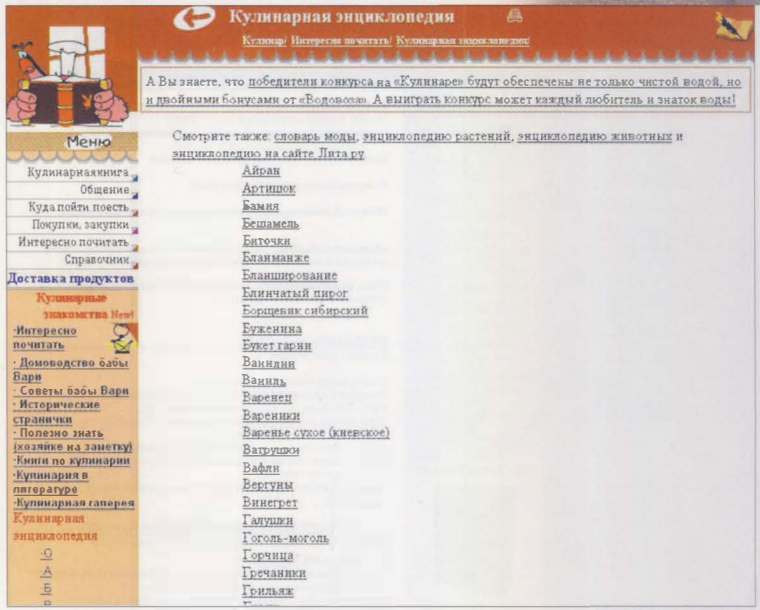 Кулинарная энциклопедия
Кулинар/ Интересно почитать/ Кулинарная энциклопедия/
А Вы знаете, что победители конкурса на «Кулинаре» будут обеспечены не только чистой водой, но
и двойными бонусами от «Водовоза» А выиграть конкурс может каждый любитель и знаток воды!
Меню
Кулинарная книга
Общение
Куда пойти поесть
Покупки, закупки
Интересно почитать
Справочник
Доставка продуктов
Кулинарные
знакомства New!
·Интересно
почитать
· Домоводство бабы
Вари
· Советы бабы Вари
· Исторические
странички
· Полезно знать
(хозяйке на заметку)
·Книги по кулинарии
·Кулинария в
литературе
·Кулинарная галерея
Кулинарная
энциклопедия
·О
А
·Б
Смотрите также: словарь моды, энциклопедию растений, энциклопедию животных и
энциклопедию на сайте Лита.ру
Айран
Артишок
Бамия
Бешамель
Биточки
Бланманже
Бланширование
Блинчатый пирог
Борщевик сибирский
Буженина
Букет гарни
Ванилин
Ваниль
Варенец
Вареники
Варенье сухое (киевское)
Ватрушки
Вафли
Вергуны
Винегрет
Галушки
Гоголь-моголь
Горчица
Гречаники
Грильяж